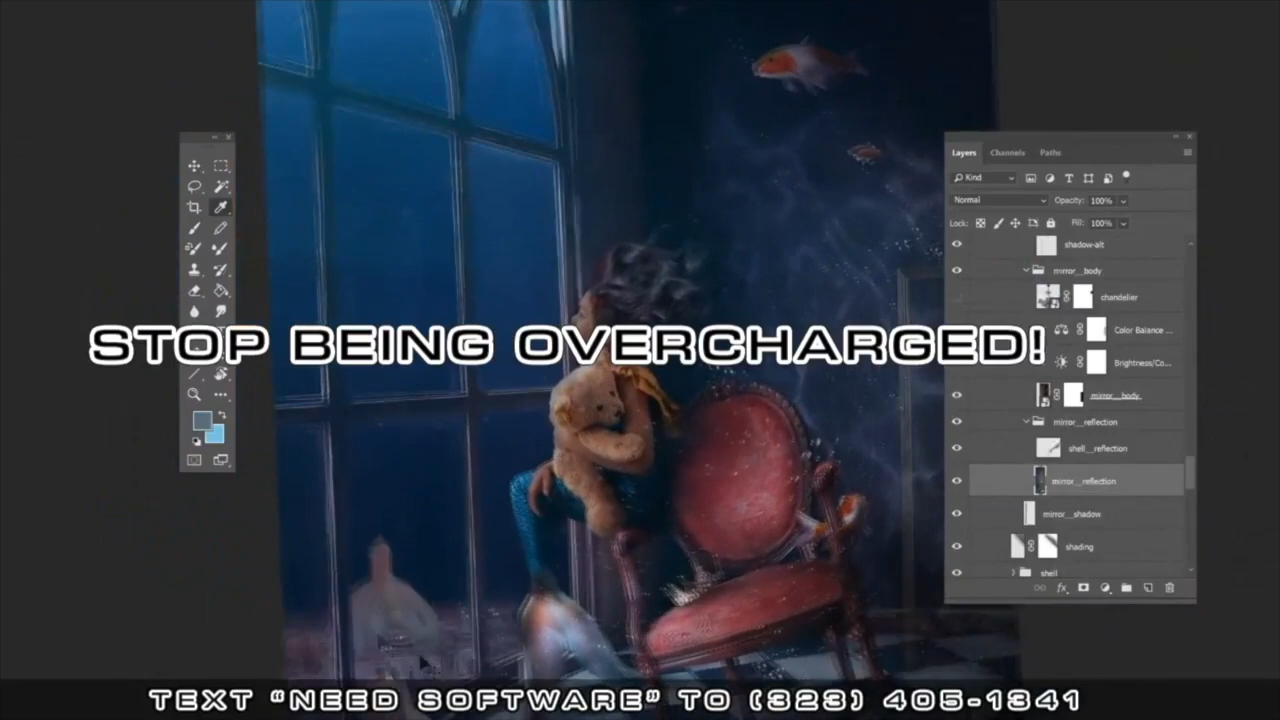 Layers Channels Paths
Kind
Normal Opacity: 100%
Lock: Fill: 100%
shadow-alt
mirror__body
chandelier
STOP BEING OVERCHARGED!
Color Balance ...
Brightness/Co...
mirror__body
mirror__reflection
shell__reflection
mirror__reflection
mirror__shadow
shading
shell
fx
TEXT “NEED SOFTWARE” TO (323) 405-1341